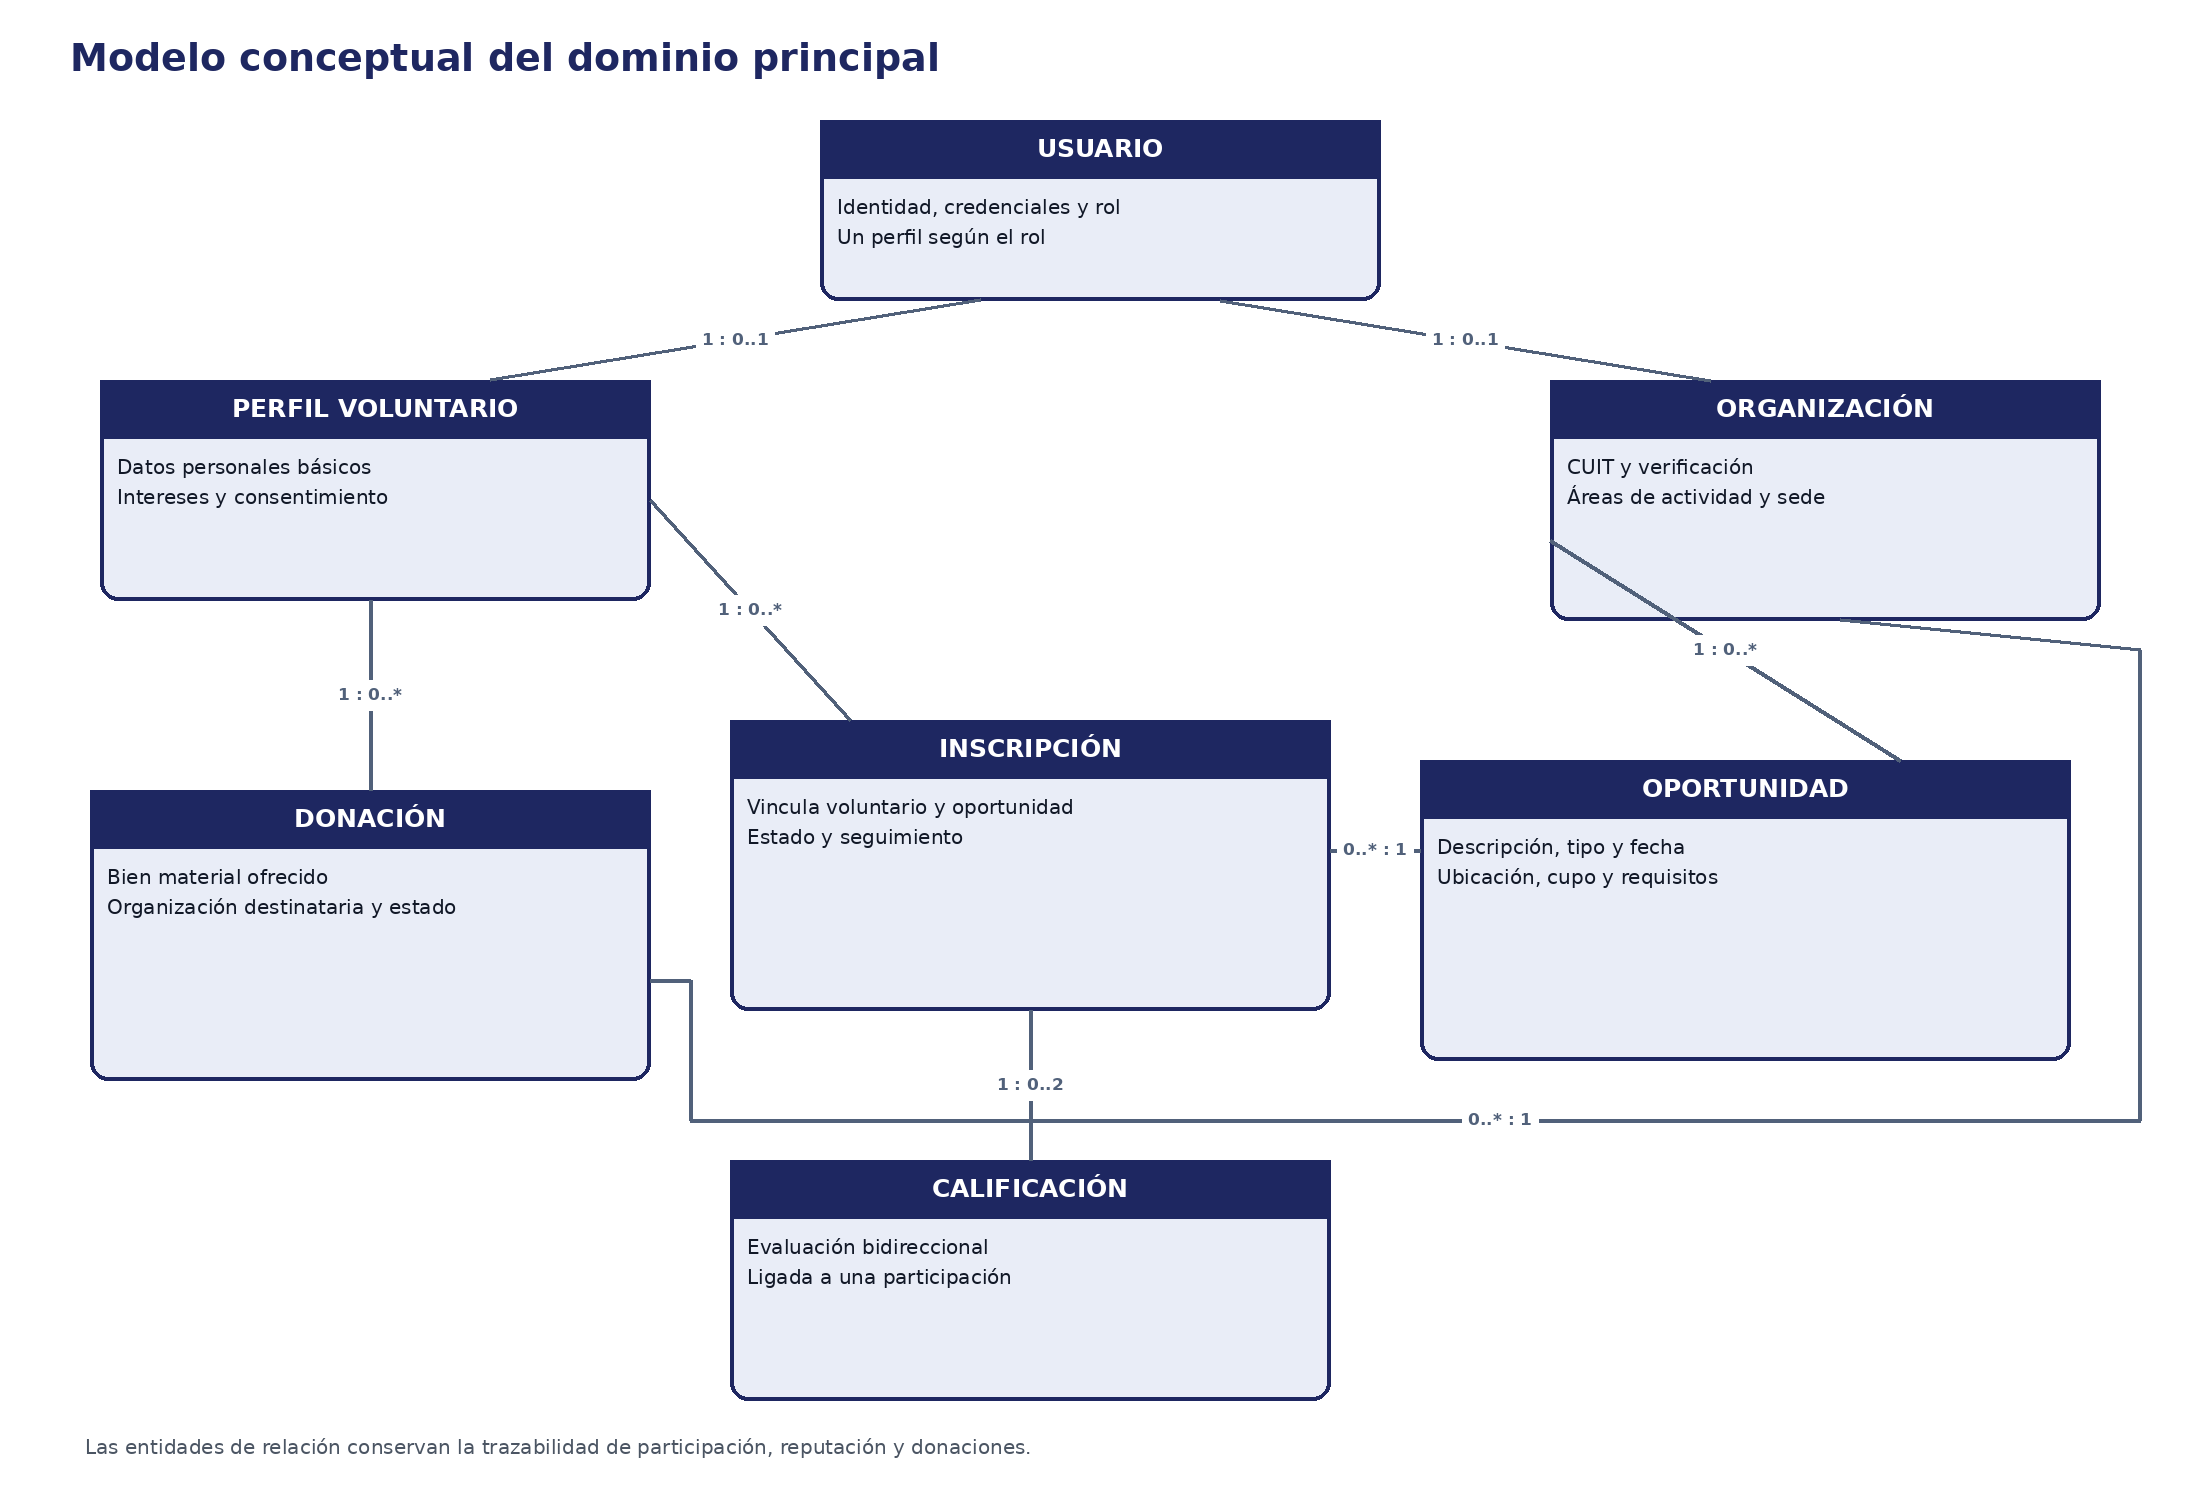 Modelo conceptual del dominio principal
USUARIO
Identidad, credenciales y rol
Un perfil según el rol
1 : 0..1
1 : 0..1
PERFIL VOLUNTARIO
Datos personales básicos
Intereses y consentimiento
ORGANIZACIÓN
CUIT y verificación
Áreas de actividad y sede
1 : 0..*
1 : 0..*
1 : 0..*
DONACIÓN
Bien material ofrecido
Organización destinataria y estado
INSCRIPCIÓN
Vincula voluntario y oportunidad
Estado y seguimiento
0..* : 1
OPORTUNIDAD
Descripción, tipo y fecha
Ubicación, cupo y requisitos
1 : 0..2
0..* : 1
CALIFICACIÓN
Evaluación bidireccional
Ligada a una participación
Las entidades de relación conservan la trazabilidad de participación, reputación y donaciones.